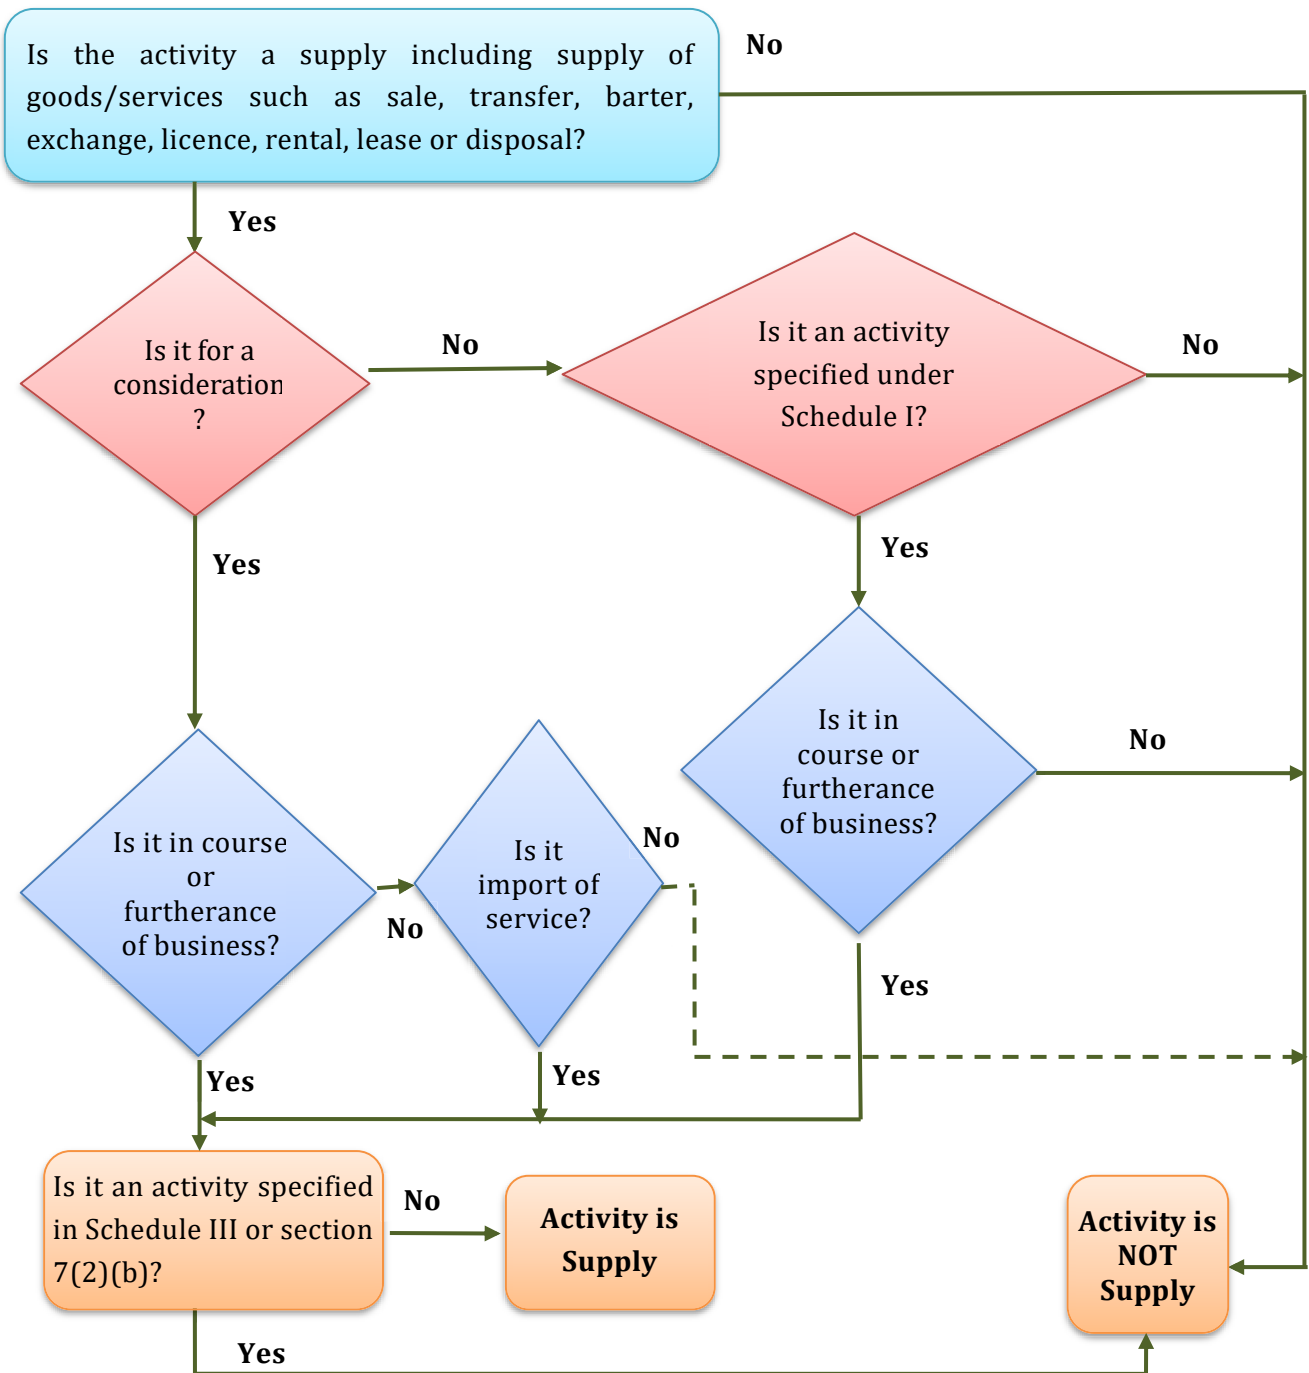 Is the activity a supply including supply of
goods/services such as sale, transfer, barter,
exchange, licence, rental, lease or disposal?
No
Yes
Is it for a
consideration
?
No
Is it an activity
specified under
Schedule I?
No
Yes
Yes
Is it in
course or
furtherance
of business?
No
Is it in course
or
furtherance
of business?
No
Is it
import of
service?
No
Yes
Yes
Yes
Is it an activity specified
in Schedule III or section
7(2)(b)?
No
Activity is
Supply
Activity is
NOT
Supply
Yes